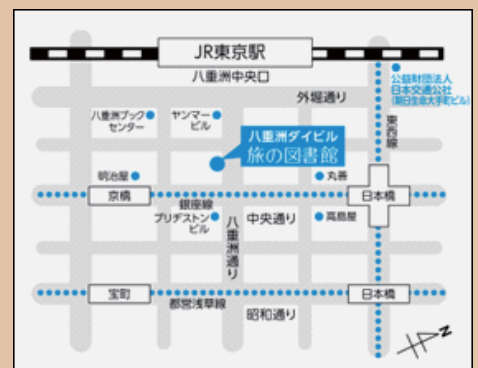 JR東京駅
八重洲中央口
公益財団法人
日本交通公社
(朝日生命大手町ビル)
外堀通り
東西線
八重洲ブック
センター
ヤンマー
ビル
八重洲ダイビル
旅の図書館
明治屋
丸善
京橋
日本橋
銀座線
ブリヂストン
ビル
八重洲通り
中央通り
高島屋
宝町
日本橋
都営浅草線
昭和通り
N